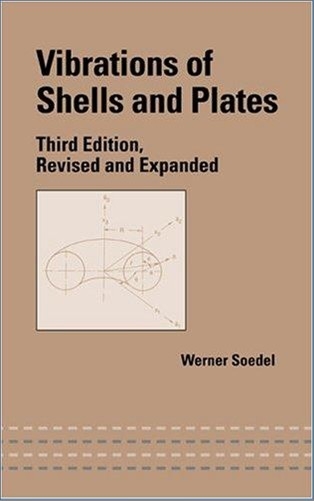 Vibrations of
Shells and Plates
Third Edition,
Revised and Expanded
Werner Soedel